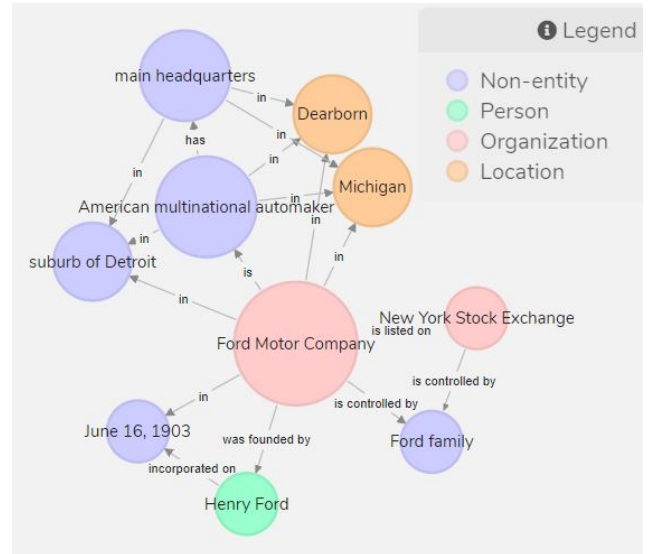 Legend
Non-entity
Person
Organization
Location
main headquarters
in
Dearborn
in
has
in
in
Michigan
American multinational automaker
in
in
in
suburb of Detroit
is
in
in
New York Stock Exchange
is listed on
Ford Motor Company
is controlled by
in
is controlled by
June 16, 1903
was founded by
Ford family
incorporated on
Henry Ford